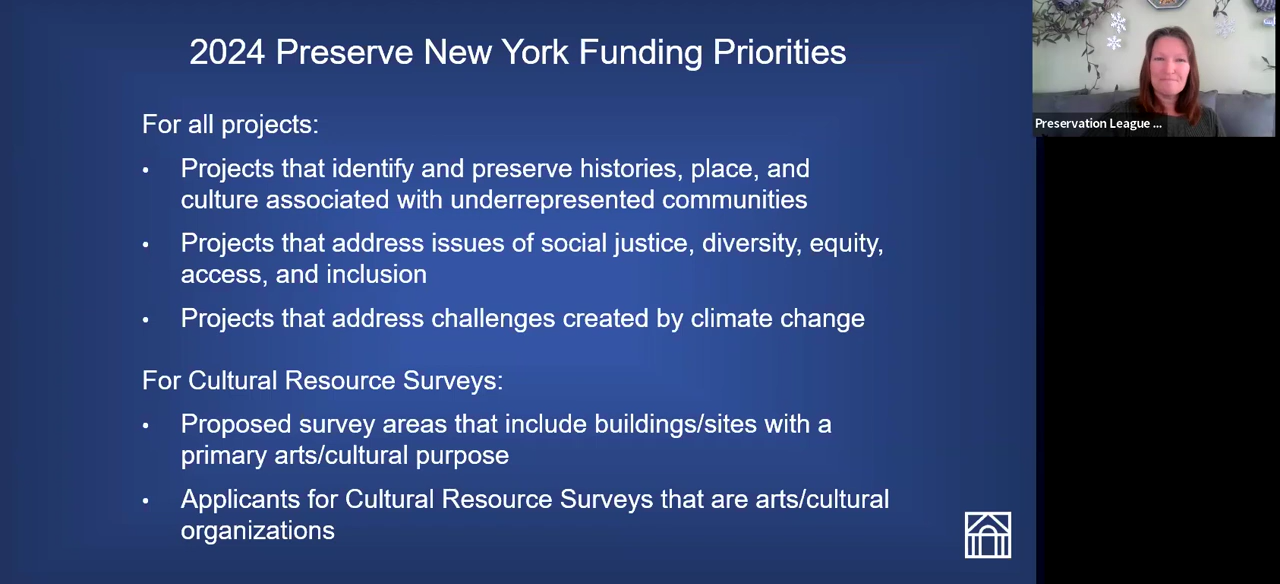 2024 Preserve New York Funding Priorities
For all projects:
• Projects that identify and preserve histories, place, and
culture associated with underrepresented communities
• Projects that address issues of social justice, diversity, equity,
access, and inclusion
• Projects that address challenges created by climate change
For Cultural Resource Surveys:
• Proposed survey areas that include buildings/sites with a
primary arts/cultural purpose
• Applicants for Cultural Resource Surveys that are arts/cultural
organizations
Preservation League ...